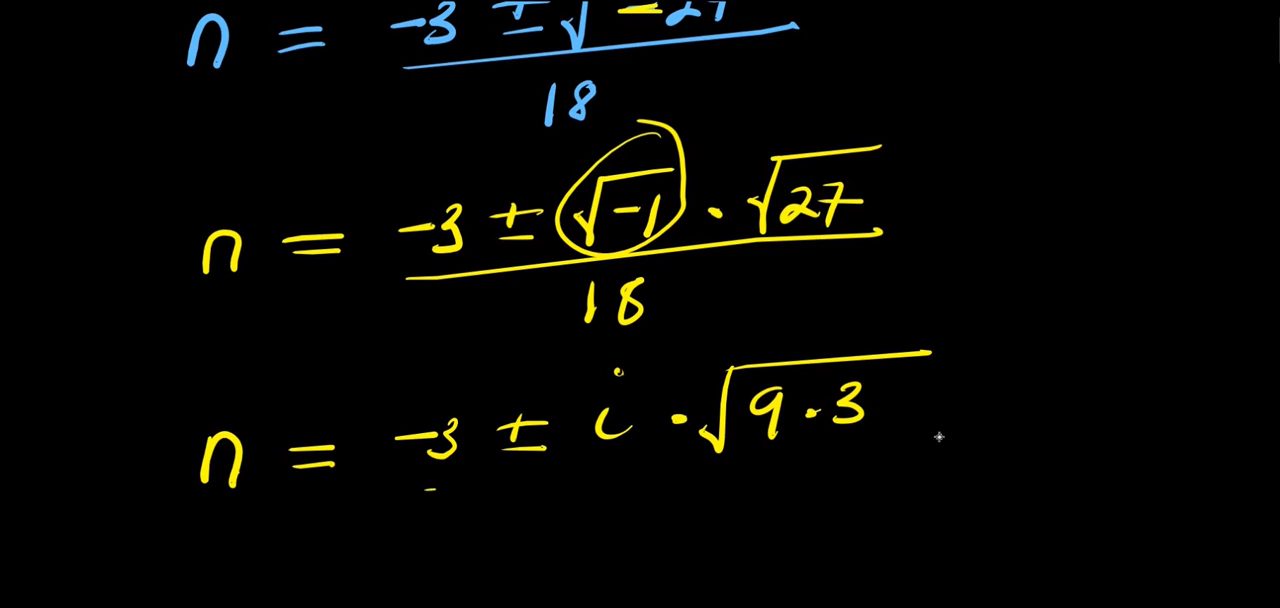 n = -3 ± √-27
18
n = -3 ± √-1 · √27
18
n = -3 ± i · √9·3